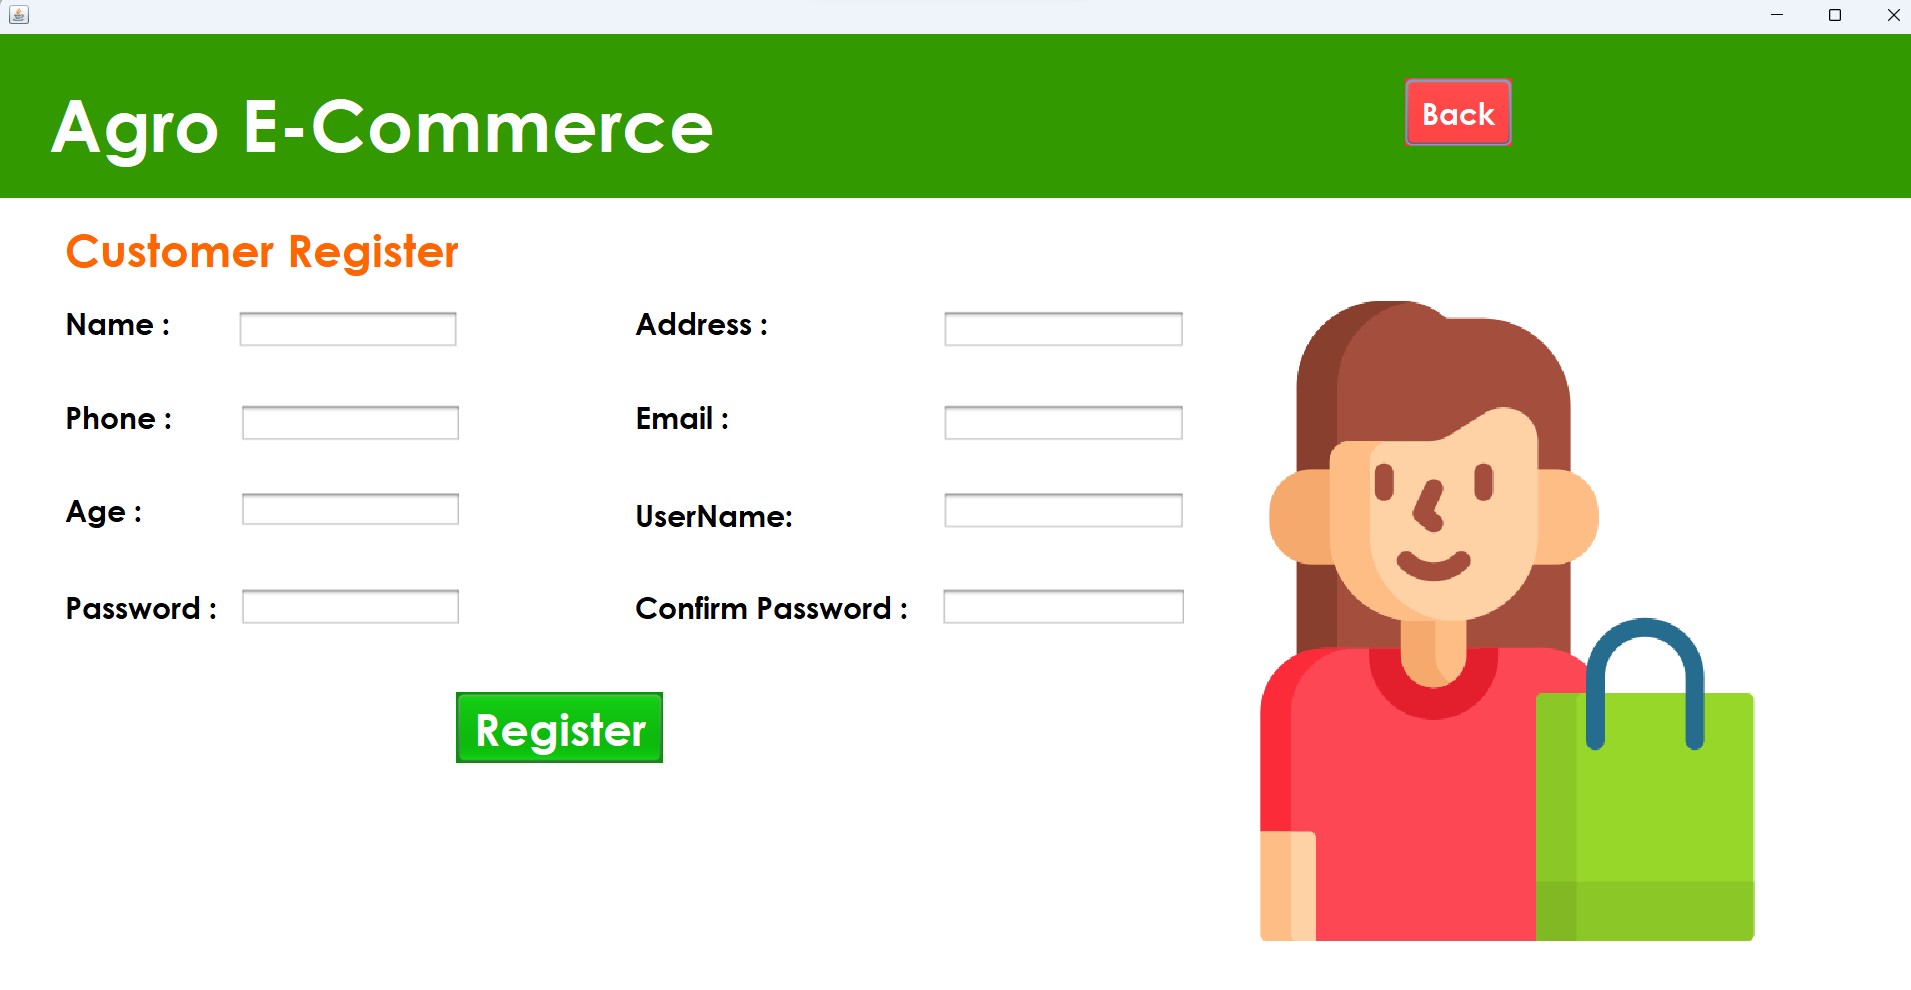 Agro E-Commerce
Back
Customer Register
Name :
Address :
Phone :
Email :
Age :
UserName:
Password :
Confirm Password :
Register